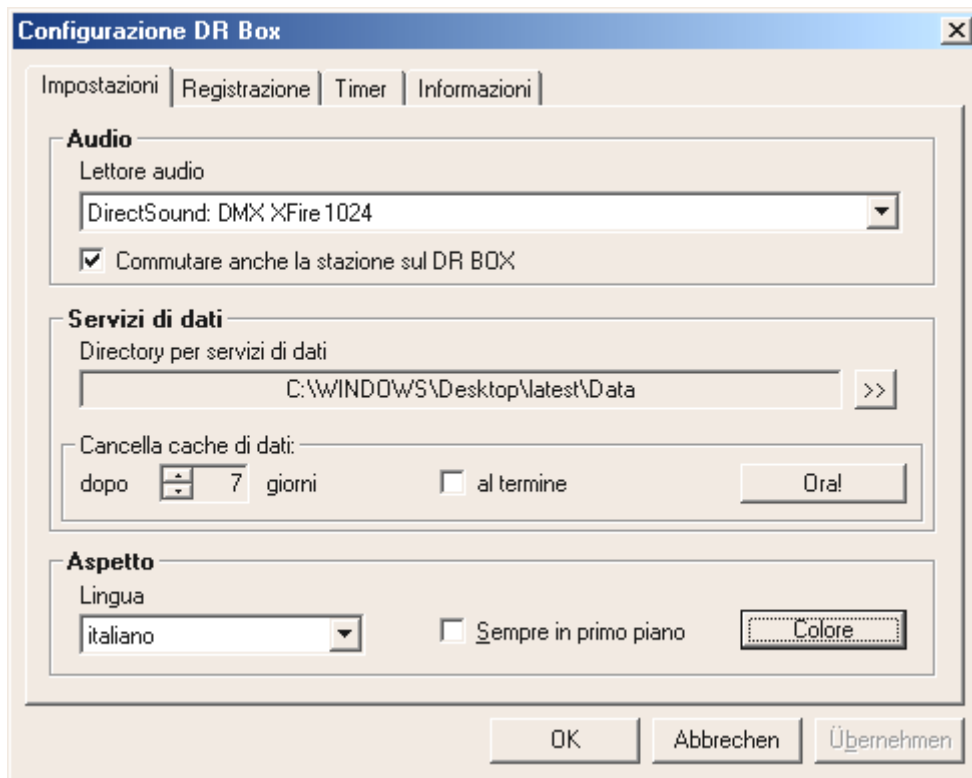 Configurazione DR Box
Impostazioni Registrazione Timer Informazioni
Audio
Lettore audio
DirectSound: DMX XFire 1024
Commutare anche la stazione sul DR BOX
Servizi di dati
Directory per servizi di dati
C:\WINDOWS\Desktop\latest\Data >>
Cancella cache di dati:
dopo 7 giorni al termine Ora!
Aspetto
Lingua
italiano Sempre in primo piano Colore
OK Abbrechen Übernehmen